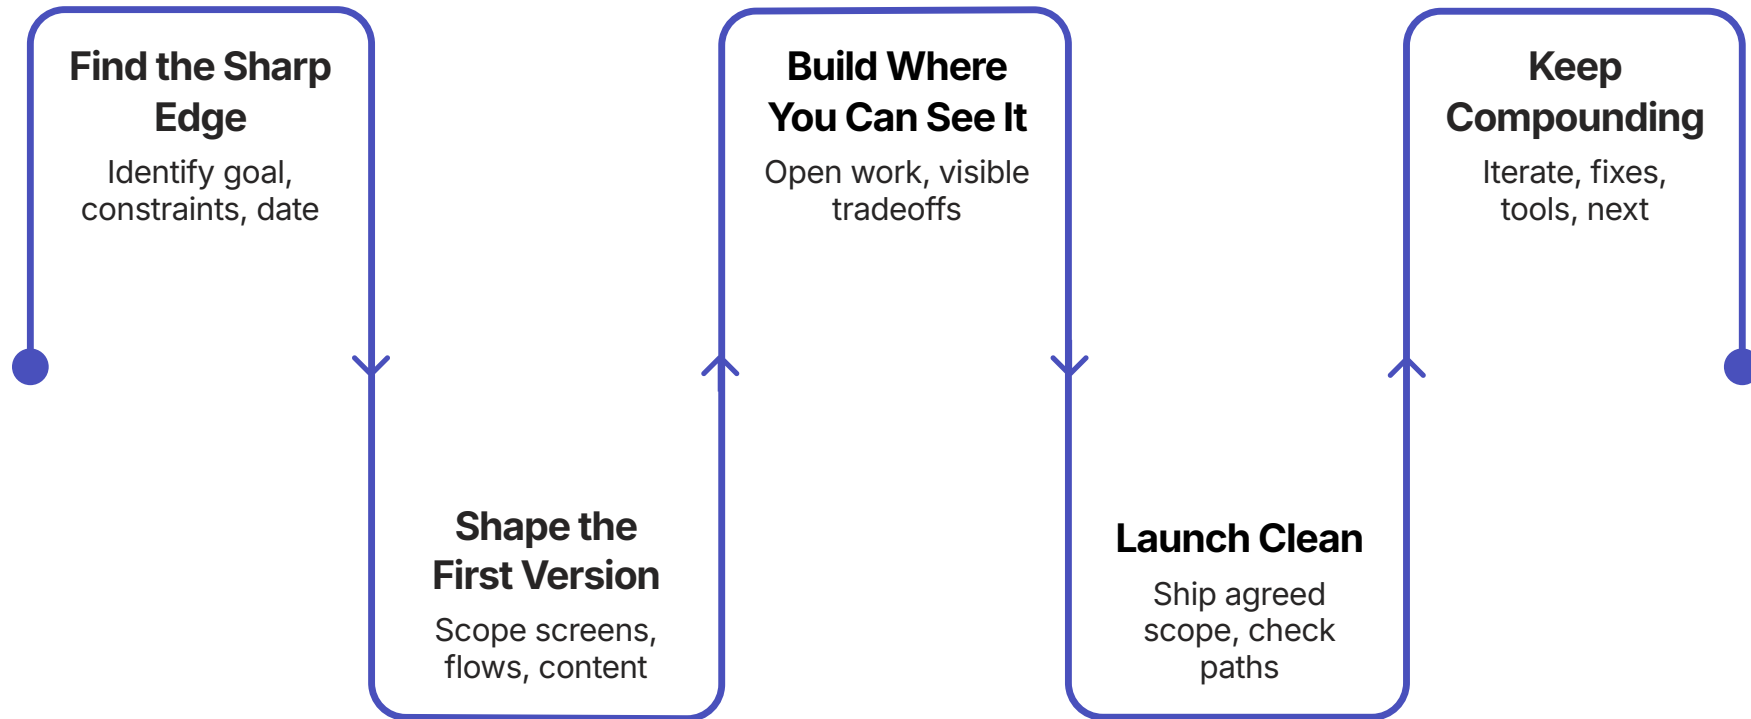 Find the Sharp
Edge
Identify goal,
constraints, date
Shape the
First Version
Scope screens,
flows, content
Build Where
You Can See It
Open work, visible
tradeoffs
Launch Clean
Ship agreed
scope, check
paths
Keep
Compounding
Iterate, fixes,
tools, next